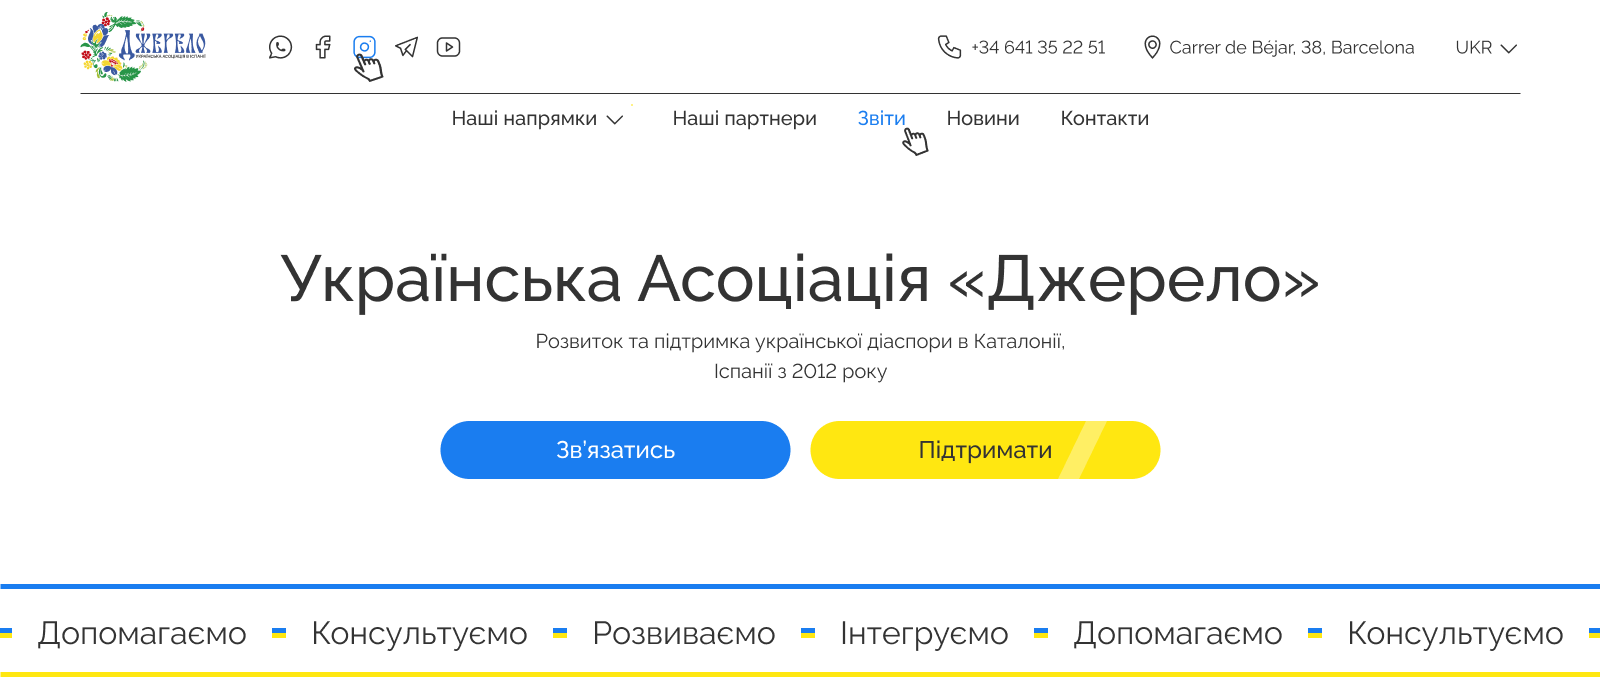 Джерело
УКРАЇНСЬКА АСОЦІАЦІЯ В ІСПАНІЇ
+34 641 35 22 51
Carrer de Béjar, 38, Barcelona
UKR
Наші напрямки
Наші партнери
Звіти
Новини
Контакти
Українська Асоціація «Джерело»
Розвиток та підтримка української діаспори в Каталонії,
Іспанії з 2012 року
Зв'язатись
Підтримати
Допомагаємо
Консультуємо
Розвиваємо
Інтегруємо
Допомагаємо
Консультуємо